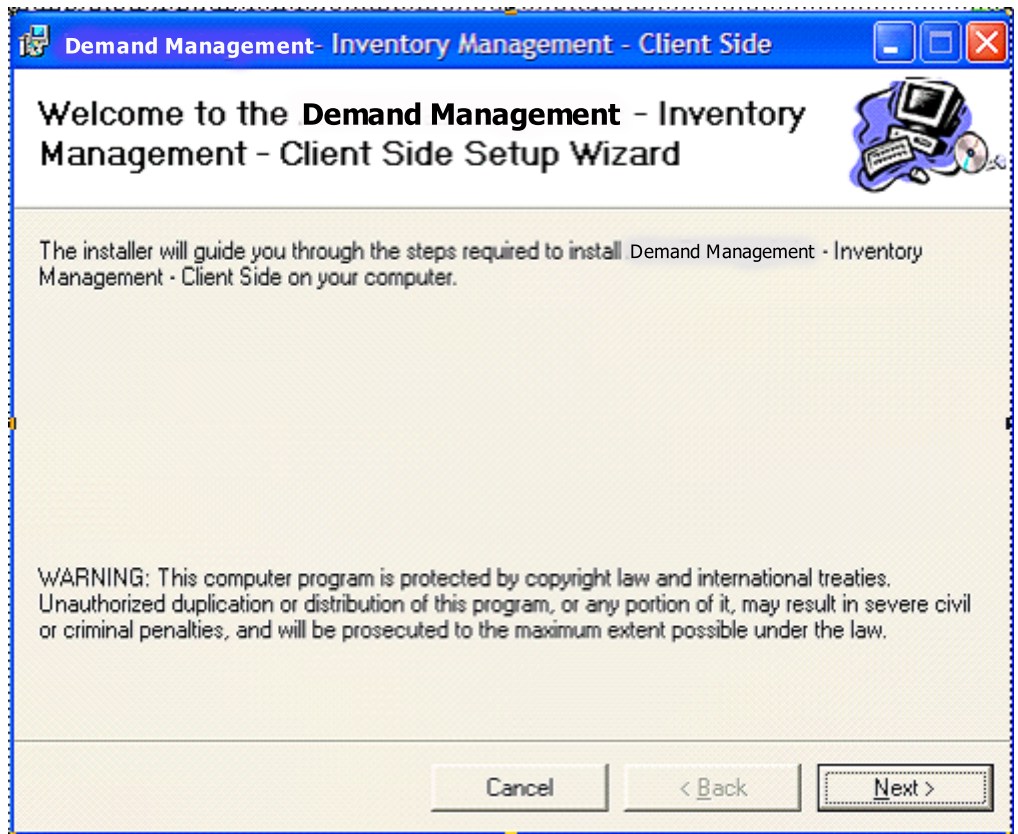 Demand Management- Inventory Management - Client Side
Welcome to the Demand Management - Inventory
Management - Client Side Setup Wizard
The installer will guide you through the steps required to install Demand Management - Inventory
Management - Client Side on your computer.
WARNING: This computer program is protected by copyright law and international treaties.
Unauthorized duplication or distribution of this program, or any portion of it, may result in severe civil
or criminal penalties, and will be prosecuted to the maximum extent possible under the law.
Cancel < Back Next >